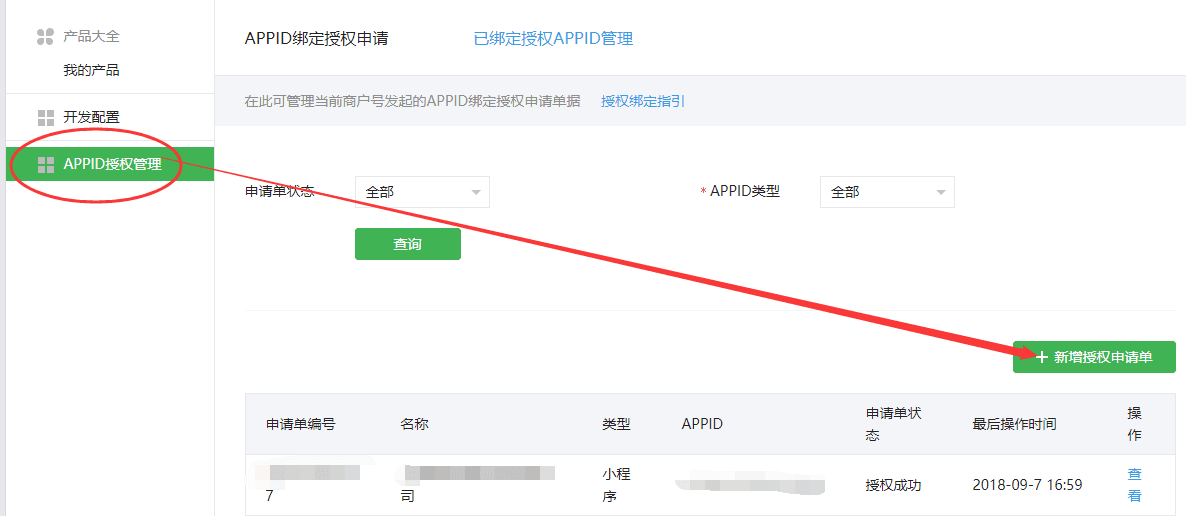 产品大全
我的产品
开发配置
APPID授权管理
APPID绑定授权申请 已绑定授权APPID管理
在此可管理当前商户号发起的APPID绑定授权申请单据 授权绑定指引
申请单状态 全部 * APPID类型 全部
查询
+ 新增授权申请单
申请单编号 名称 类型 APPID 申请单状 最后操作时间 操
态 作
小程 查
7 司 序 授权成功 2018-09-7 16:59 看